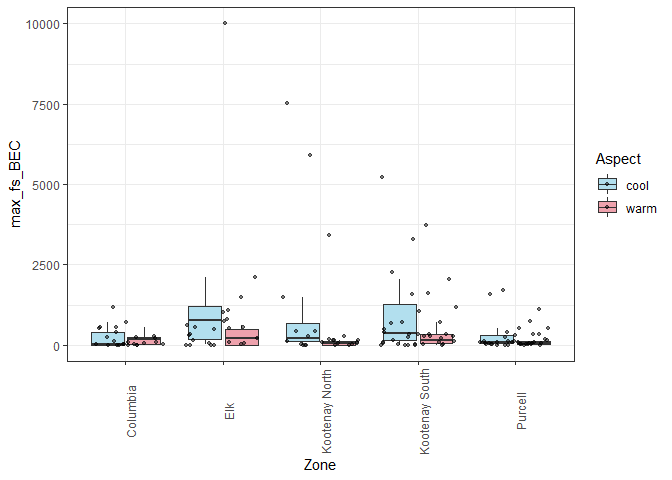 10000
7500
5000
2500
0
max_fs_BEC
Columbia
Elk
Kootenay North
Kootenay South
Purcell
Zone
Aspect
cool
warm